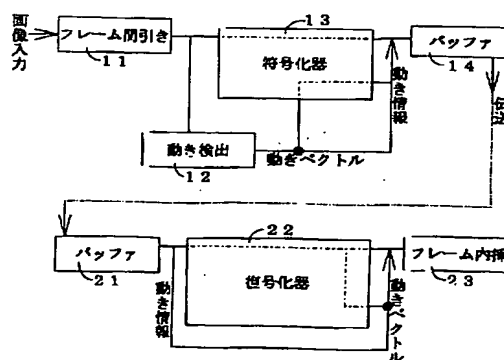 画像入力
フレーム間引き
11
13
符号化器
動き情報
バッファ
14
伝送
動き検出
12
動きベクトル
バッファ
21
22
復号化器
フレーム内挿
23
動き情報
動きベクトル